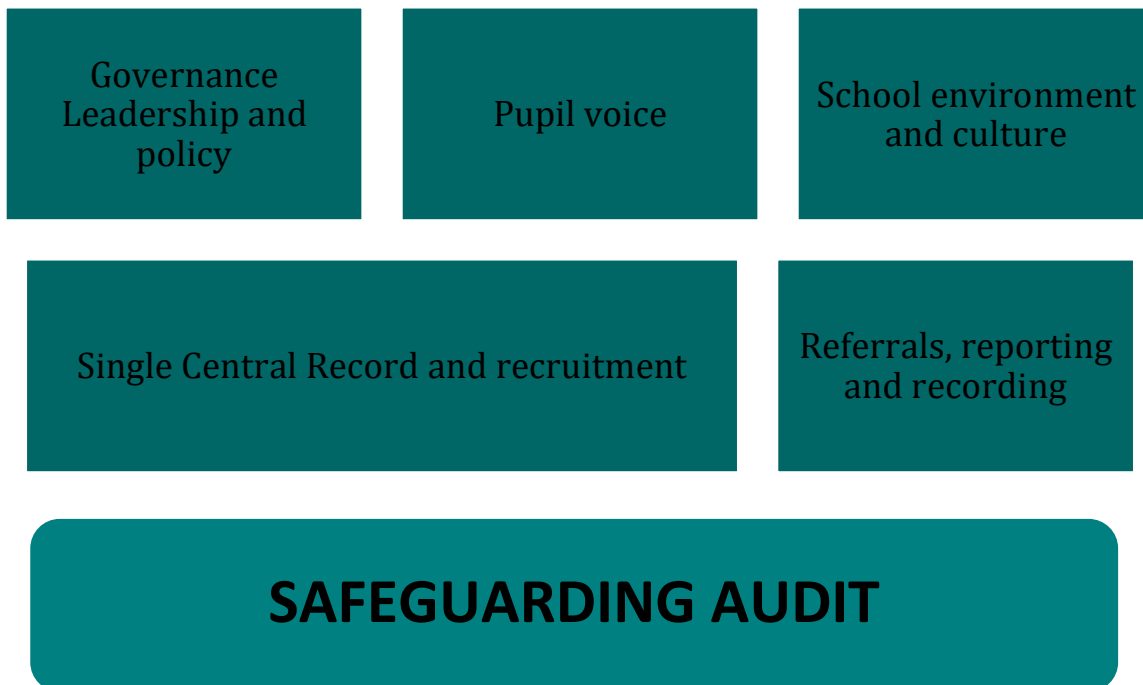 Governance
Leadership and
policy
Pupil voice
School environment
and culture
Single Central Record and recruitment
Referrals, reporting
and recording
SAFEGUARDING AUDIT